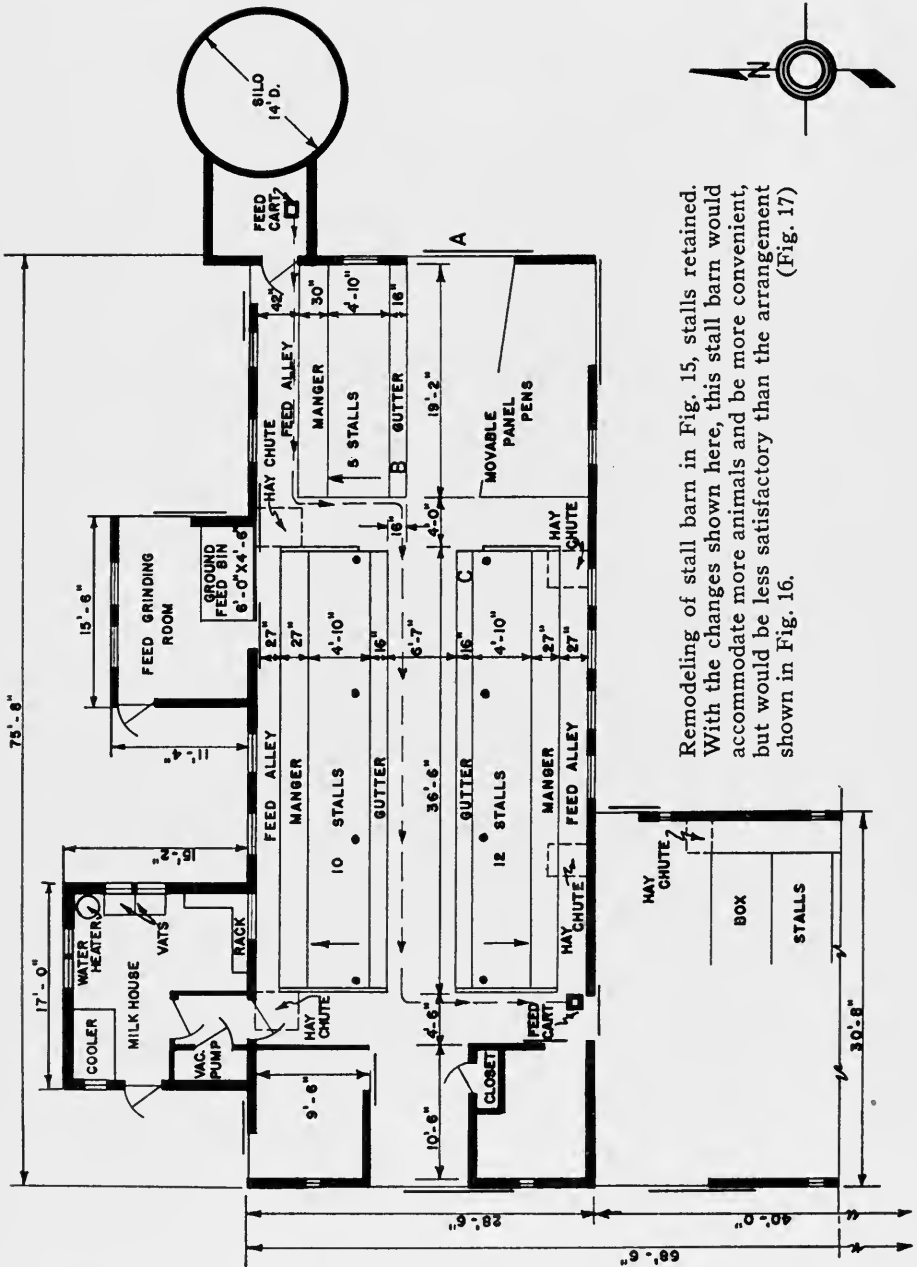 75'-8"
17'-0"
15'-2"
15'-6"
11'-4"
WATER
HEATER
COOLER
MILK HOUSE
VATS
VAC.
PUMP
RACK
FEED GRINDING
ROOM
GROUND
FEED BIN
6'-0"X4'-6"
SILO
14' D.
FEED
CART
HAY
CHUTE
HAY CHUTE
9'-6"
FEED ALLEY
MANGER
10 STALLS
GUTTER
27"
27"
4'-10"
16"
6'-7"
16"
4'-10"
27"
27"
FEED ALLEY
MANGER
5 STALLS
GUTTER
42"
30"
4'-10"
16"
A
B
C
16"
10'-6"
4'-6"
36'-6"
4'-0"
19'-2"
CLOSET
FEED
CART
GUTTER
12 STALLS
MANGER
FEED ALLEY
HAY CHUTE
HAY
CHUTE
MOVABLE
PANEL
PENS
28'-6"
40'-0"
68'-6"
HAY
CHUTE
BOX
STALLS
30'-8"
N
Remodeling of stall barn in Fig. 15, stalls retained.
With the changes shown here, this stall barn would
accommodate more animals and be more convenient,
but would be less satisfactory than the arrangement
shown in Fig. 16. (Fig. 17)